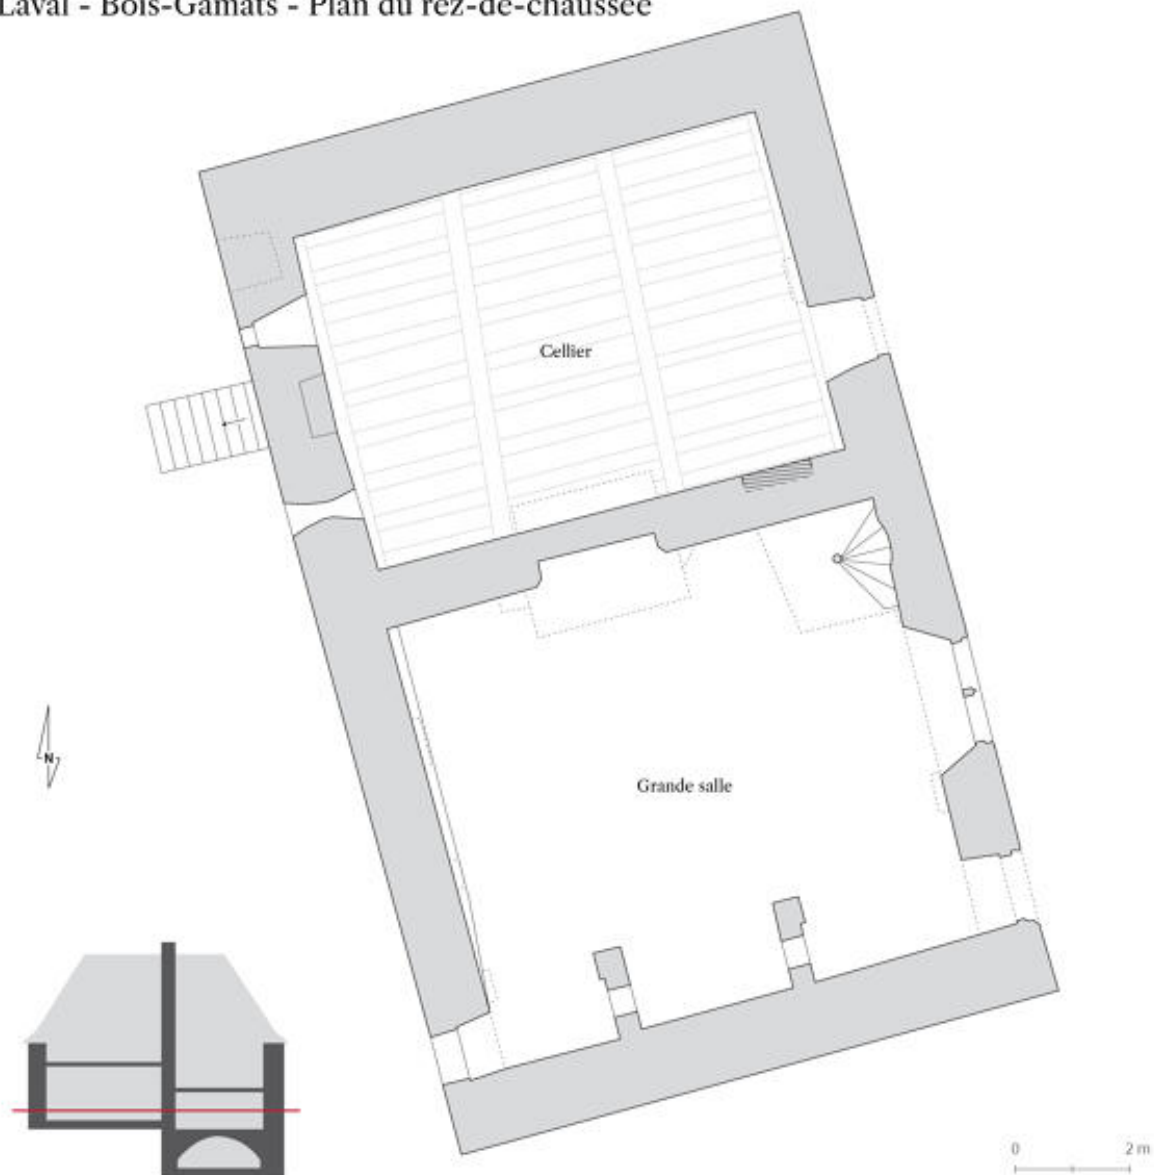 Laval - Bois-Gamats - Plan du rez-de-chaussée
Cellier
N
Grande salle
0 2 m